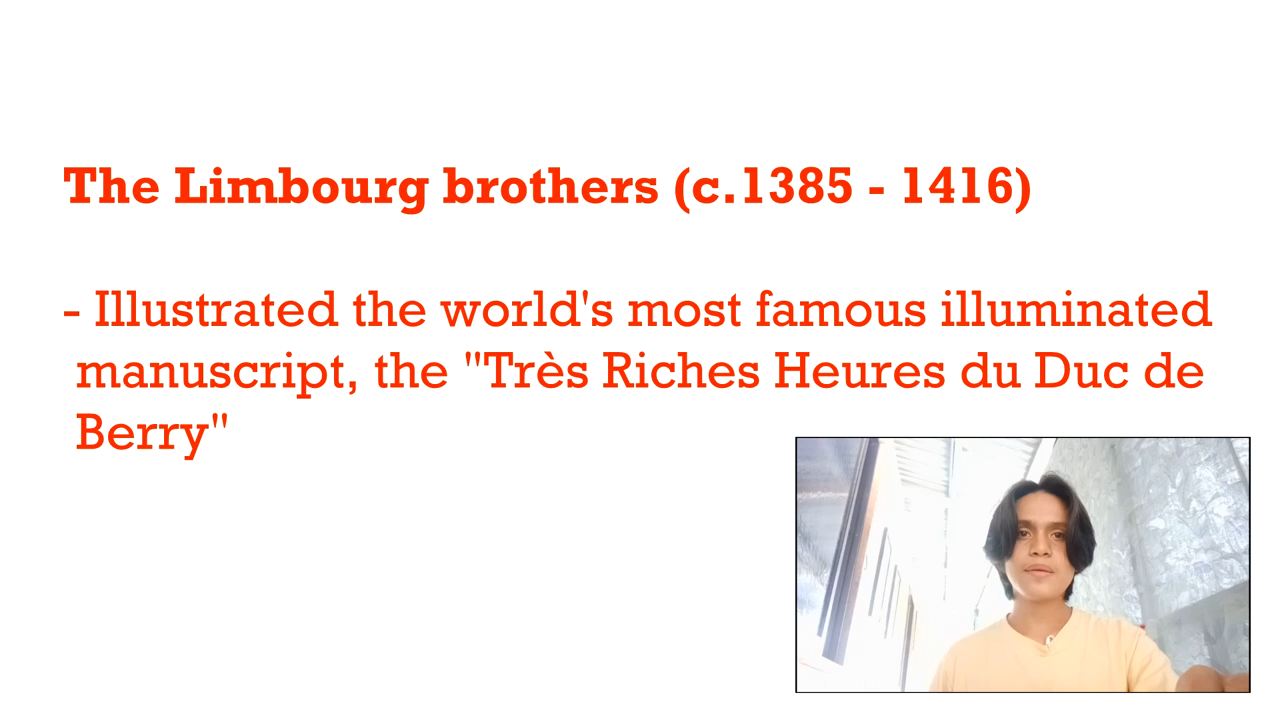 The Limbourg brothers (c.1385 - 1416)
- Illustrated the world's most famous illuminated
manuscript, the "Très Riches Heures du Duc de
Berry"